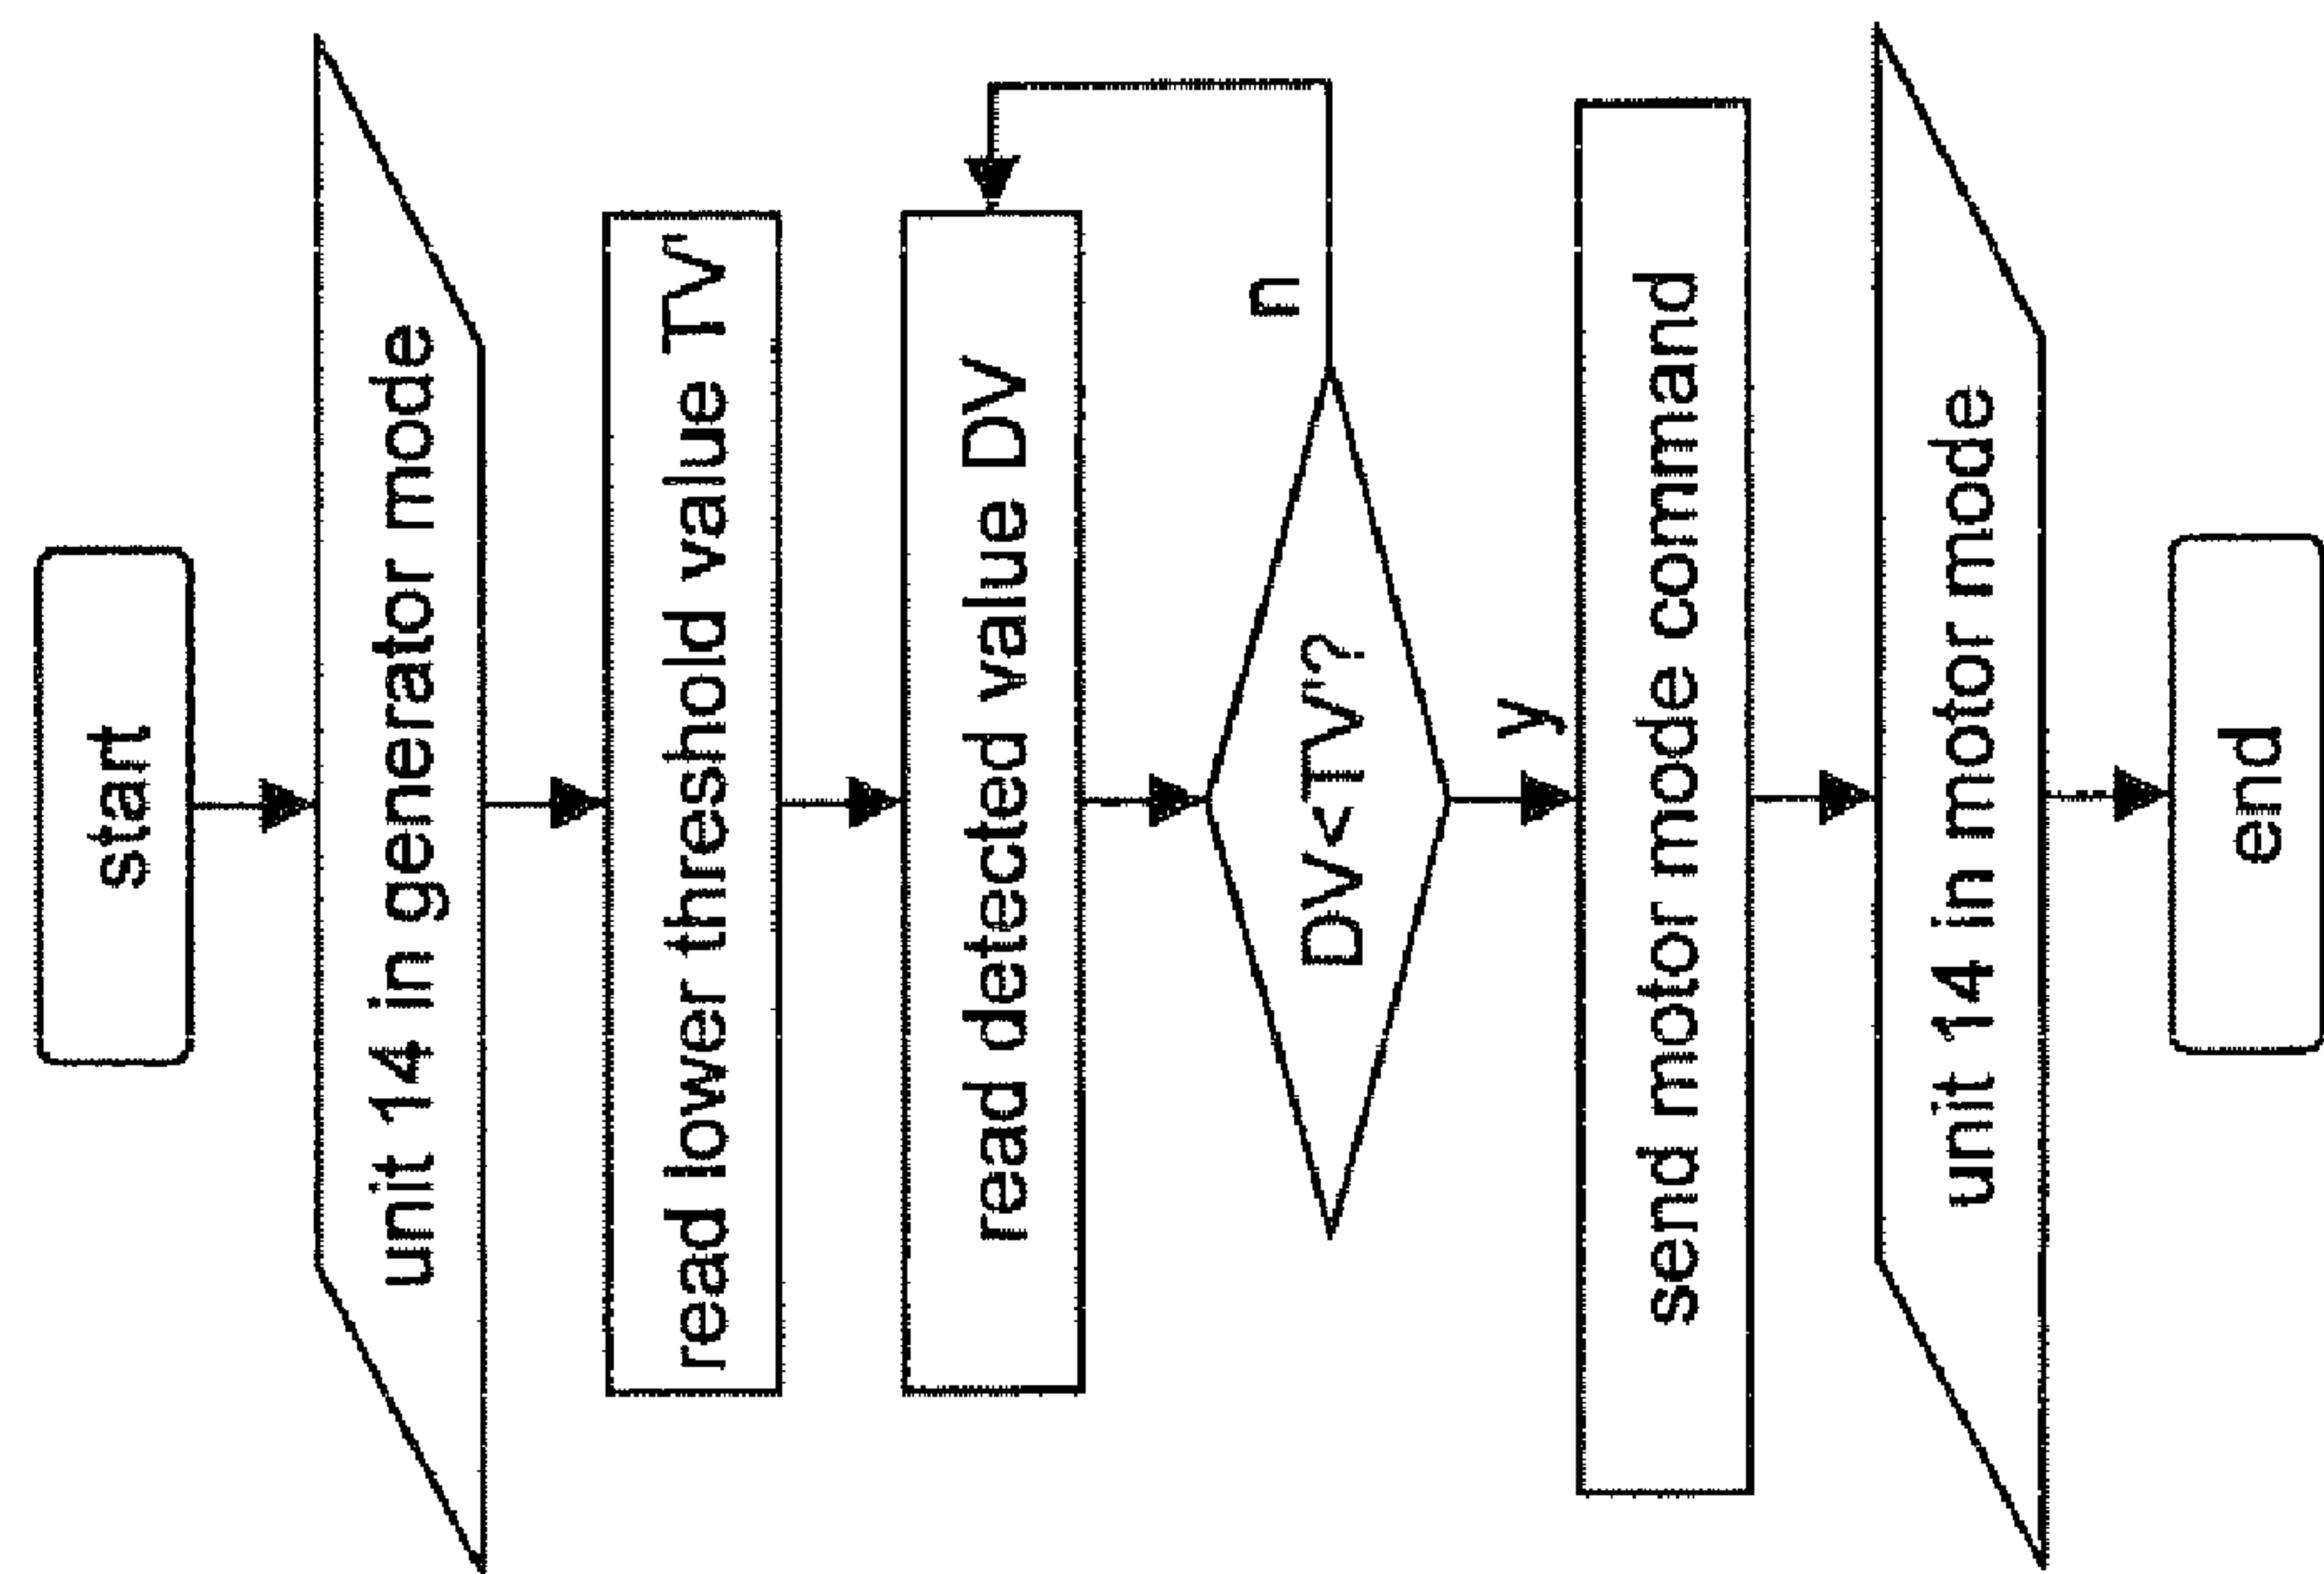 start
unit 14 in generator mode
read lower threshold value TV'
read detected value DV
DV<TV'?
n
y
send motor mode command
unit 14 in motor mode
end